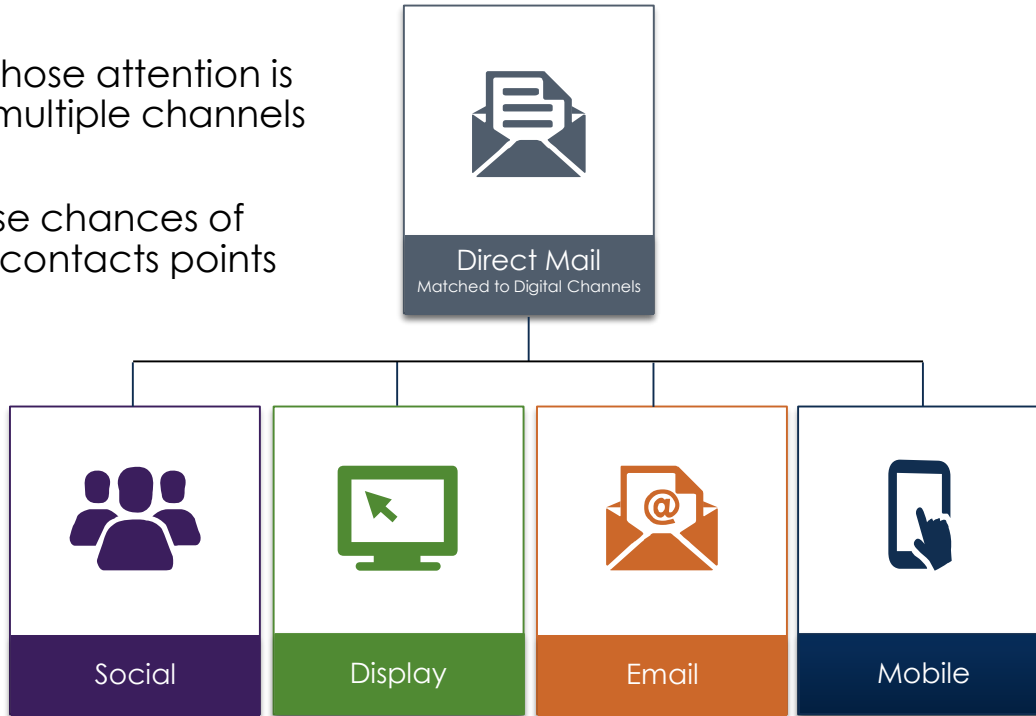 hose attention is
multiple channels
se chances of
contacts points
Direct Mail
Matched to Digital Channels
@
Social
Display
Email
Mobile